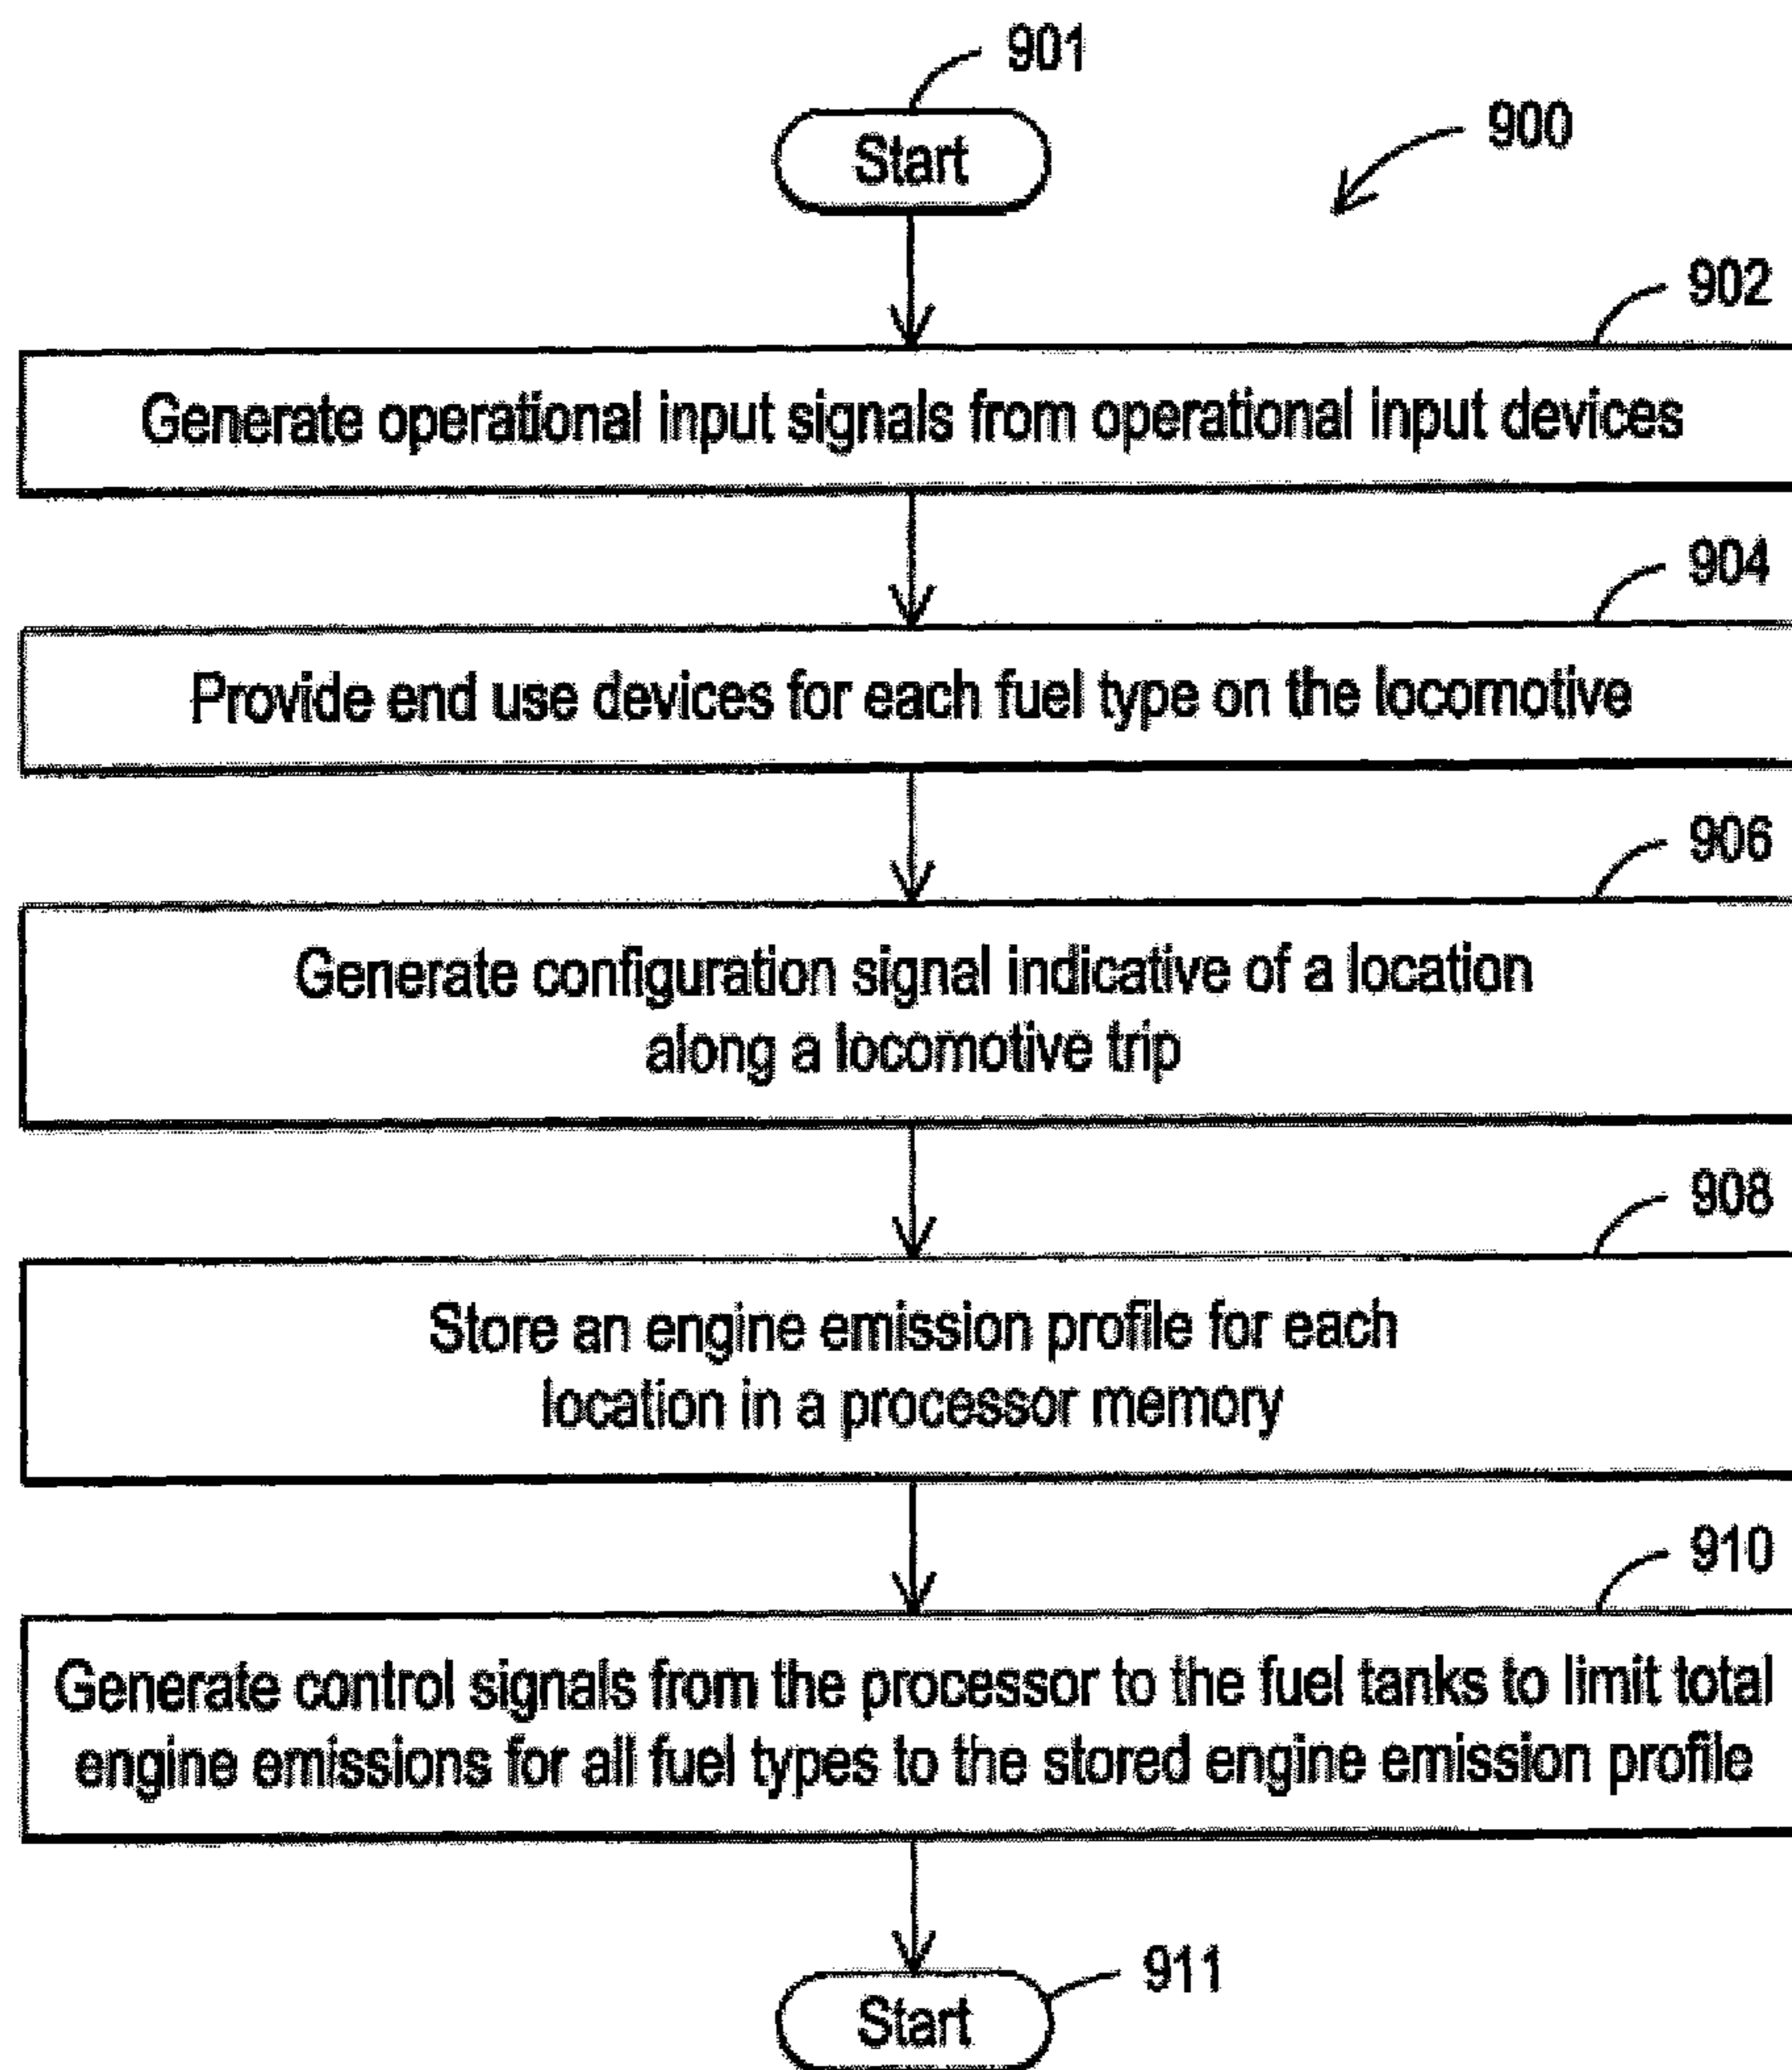 901
Start
900
902
Generate operational input signals from operational input devices
904
Provide end use devices for each fuel type on the locomotive
906
Generate configuration signal indicative of a location
along a locomotive trip
908
Store an engine emission profile for each
location in a processor memory
910
Generate control signals from the processor to the fuel tanks to limit total
engine emissions for all fuel types to the stored engine emission profile
911
Start